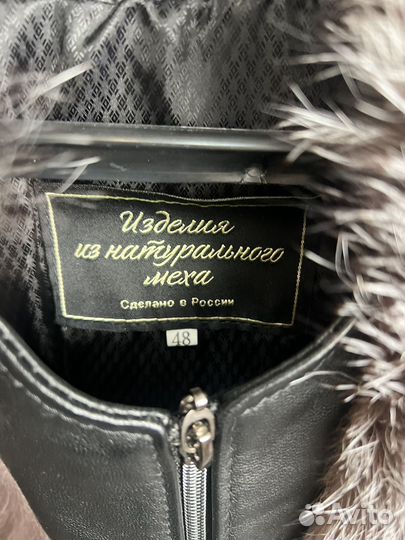 Изделия
из натурального
меха
Сделано в России
48
Avito